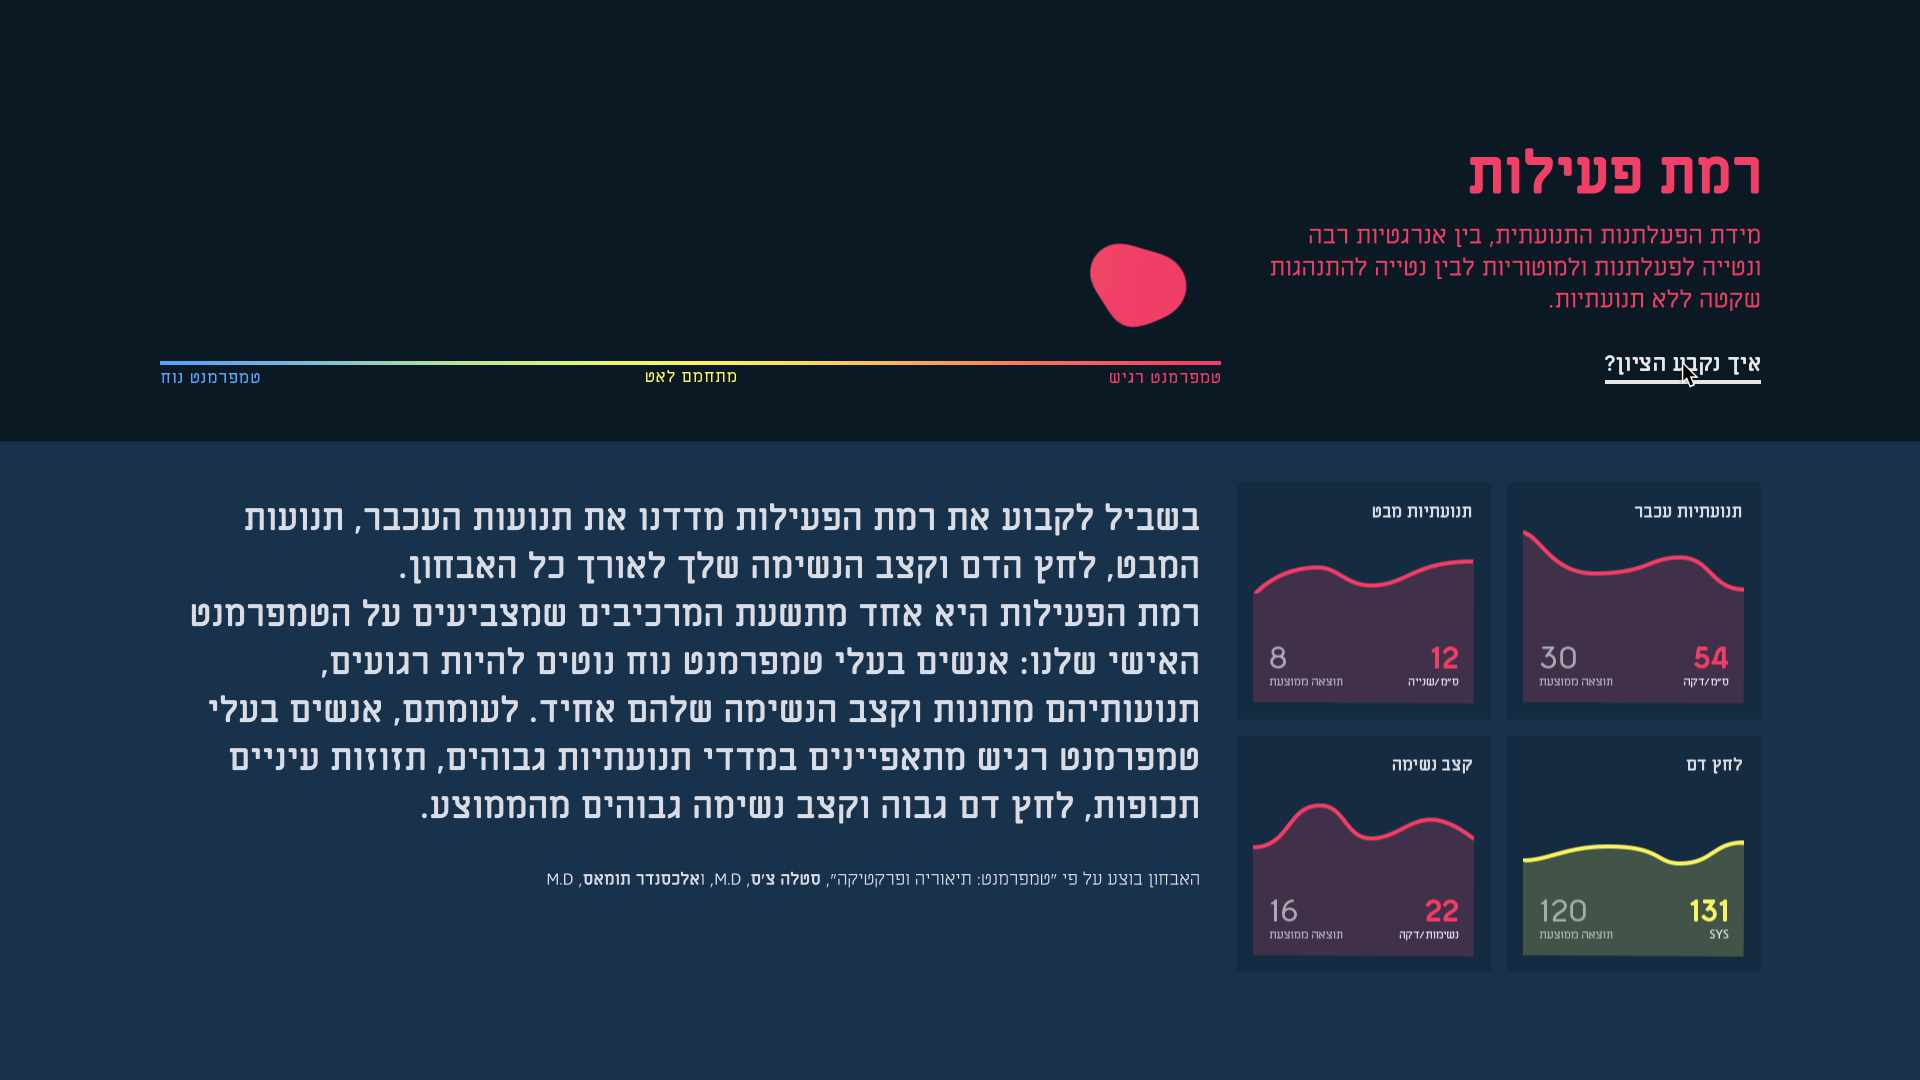 רמת פעילות
מידת הפעלתנות התנועתית, בין אנרגטיות רבה
ונטייה לפעלתנות ולמוטוריות לבין נטייה להתנהגות
שקטה ללא תנועתיות.
איך נקבע הציון?
טמפרמנט רגיש
מתחמם לאט
טמפרמנט נוח
תנועתיות עכבר
54
ס״מ/דקה
30
תוצאה ממוצעת
תנועתיות מבט
12
ס״מ/שנייה
8
תוצאה ממוצעת
לחץ דם
131
SYS
120
תוצאה ממוצעת
קצב נשימה
22
נשימות/דקה
16
תוצאה ממוצעת
בשביל לקבוע את רמת הפעילות מדדנו את תנועות העכבר, תנועות
המבט, לחץ הדם וקצב הנשימה שלך לאורך כל האבחון.
רמת הפעילות היא אחד מתשעת המרכיבים שמצביעים על הטמפרמנט
האישי שלנו: אנשים בעלי טמפרמנט נוח נוטים להיות רגועים,
תנועותיהם מתונות וקצב הנשימה שלהם אחיד. לעומתם, אנשים בעלי
טמפרמנט רגיש מתאפיינים במדדי תנועתיות גבוהים, תזוזות עיניים
תכופות, לחץ דם גבוה וקצב נשימה גבוהים מהממוצע.
האבחון בוצע על פי ״טמפרמנט: תיאוריה ופרקטיקה״, סטלה צ׳ס, M.D, ואלכסנדר תומאס, M.D